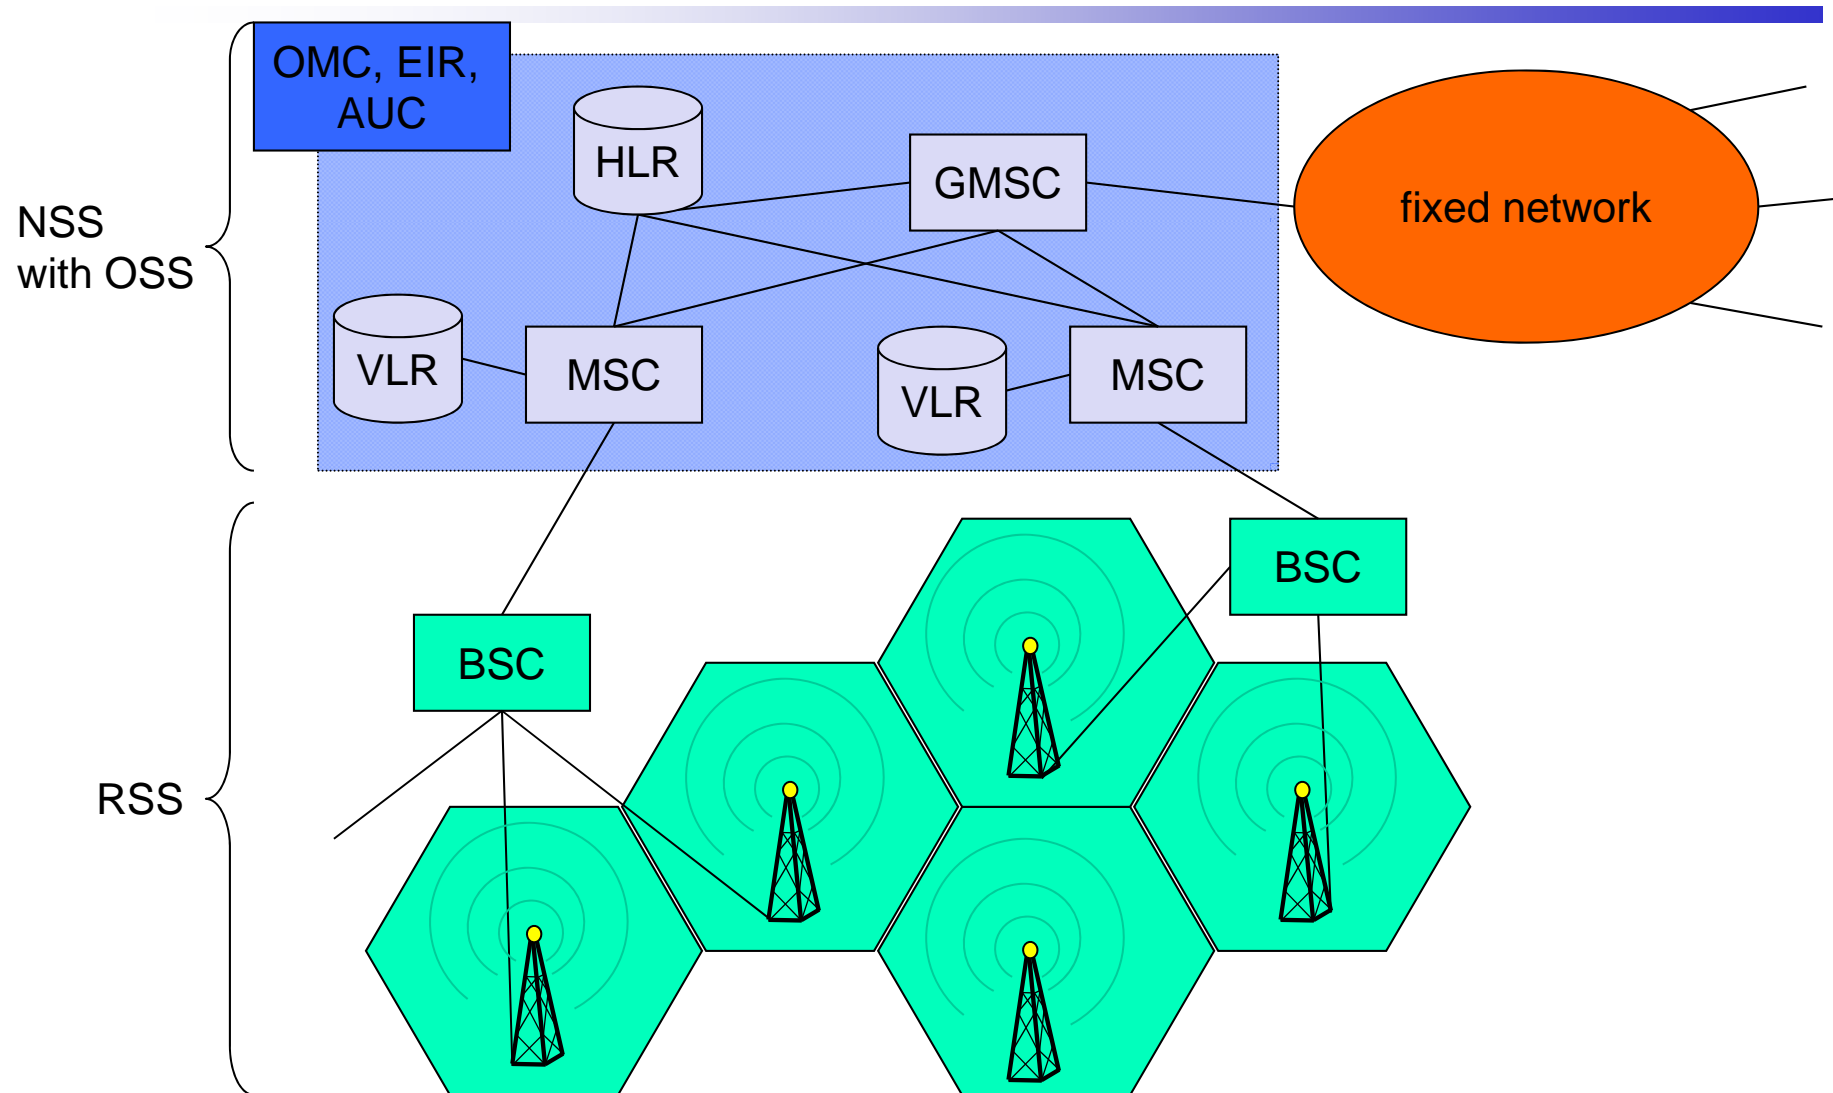 OMC, EIR,
AUC
HLR
GMSC
fixed network
NSS
with OSS
VLR
MSC
VLR
MSC
BSC
BSC
RSS